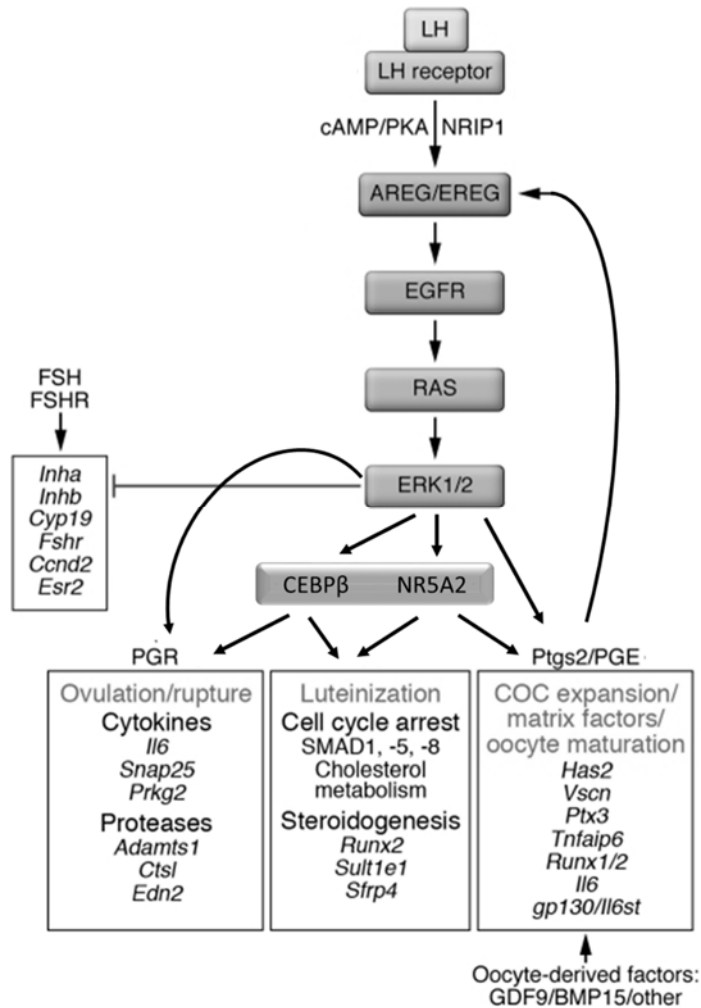 LH
LH receptor
cAMP/PKA NRIP1
AREG/EREG
EGFR
RAS
FSH
FSHR
ERK1/2
Inha
Inhb
Cyp19
Fshr
Ccnd2
Esr2
CEBPβ NR5A2
PGR
Ovulation/rupture
Cytokines
Il6
Snap25
Prkg2
Proteases
Adamts1
Ctsl
Edn2
Luteinization
Cell cycle arrest
SMAD1, -5, -8
Cholesterol
metabolism
Steroidogenesis
Runx2
Sult1e1
Sfrp4
Ptgs2/PGE
COC expansion/
matrix factors/
oocyte maturation
Has2
Vscn
Ptx3
Tnfaip6
Runx1/2
Il6
gp130/Il6st
Oocyte-derived factors:
GDF9/BMP15/other